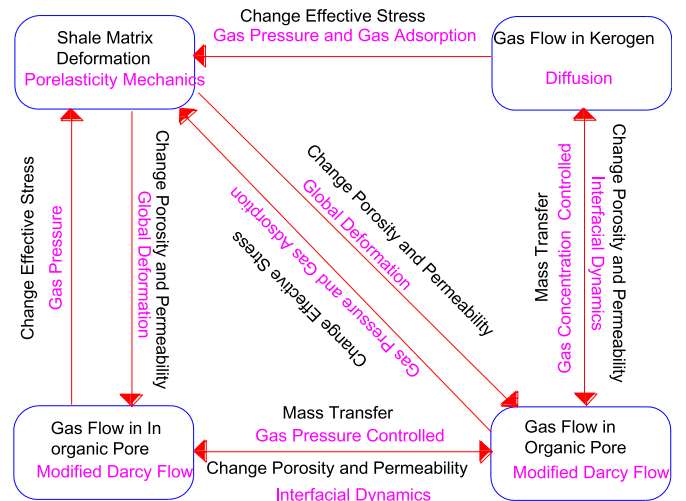 Change Effective Stress
Gas Pressure and Gas Adsorption
Shale Matrix
Deformation
Porelasticity Mechanics
Gas Flow in Kerogen
Diffusion
Change Effective Stress
Gas Pressure
Change Porosity and Permeability
Global Deformation
Change Porosity and Permeability
Global Deformation
Gas Pressure and Gas Adsorption
Change Effective Stress
Mass Transfer
Gas Concentration Controlled
Interfacial Dynamics
Change Porosity and Permeability
Gas Flow in In
organic Pore
Modified Darcy Flow
Mass Transfer
Gas Pressure Controlled
Change Porosity and Permeability
Interfacial Dvnamics
Gas Flow in
Organic Pore
Modified Darcy Flow